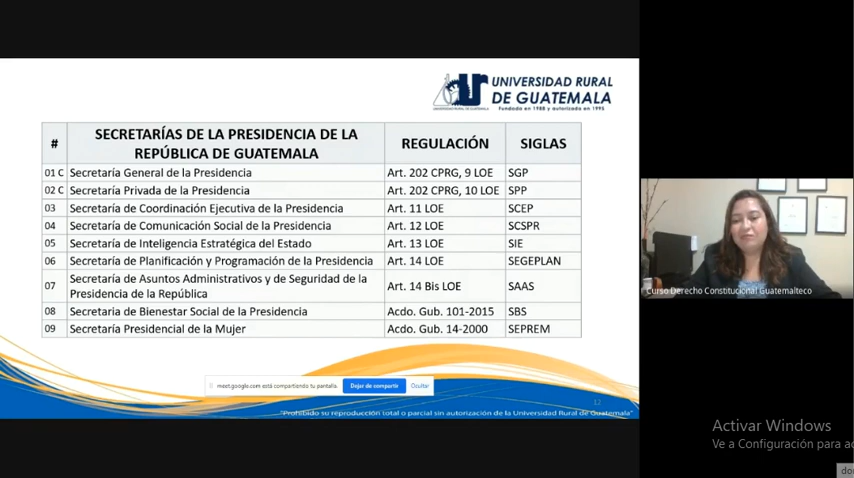 UNIVERSIDAD RURAL
DE GUATEMALA
Fundada en 1988 y autorizada en 1995
# SECRETARÍAS DE LA PRESIDENCIA DE LA REPÚBLICA DE GUATEMALA REGULACIÓN SIGLAS
01 C Secretaría General de la Presidencia Art. 202 CPRG, 9 LOE SGP
02 C Secretaría Privada de la Presidencia Art. 202 CPRG, 10 LOE SPP
03 Secretaría de Coordinación Ejecutiva de la Presidencia Art. 11 LOE SCEP
04 Secretaría de Comunicación Social de la Presidencia Art. 12 LOE SCSPR
05 Secretaría de Inteligencia Estratégica del Estado Art. 13 LOE SIE
06 Secretaría de Planificación y Programación de la Presidencia Art. 14 LOE SEGEPLAN
07 Secretaría de Asuntos Administrativos y de Seguridad de la Presidencia de la República Art. 14 Bis LOE SAAS
08 Secretaria de Bienestar Social de la Presidencia Acdo. Gub. 101-2015 SBS
09 Secretaría Presidencial de la Mujer Acdo. Gub. 14-2000 SEPREM
meet.google.com está compartiendo tu pantalla. Dejar de compartir Ocultar
12
"Prohibido su reproducción total o parcial sin autorización de la Universidad Rural de Guatemala"
Curso Derecho Constitucional Guatemalteco
Activar Windows
Ve a Configuración para ac